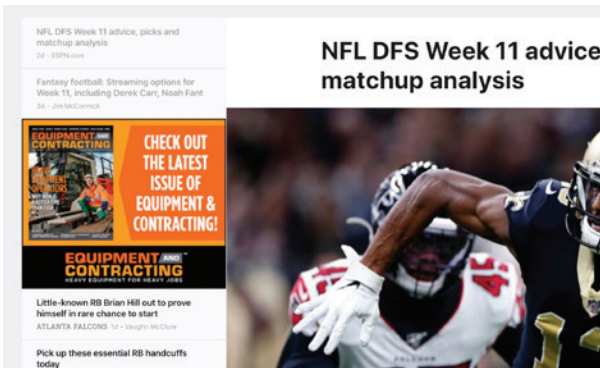 NFL DFS Week 11 advice, picks and
matchup analysis
2d - ESPN.com
Fantasy football: Streaming options for
Week 11, including Derek Carr, Noah Fant
3d - Jim McCormick
EQUIPMENT AND
CONTRACTING
CHECK OUT
THE LATEST
ISSUE OF
EQUIPMENT &
CONTRACTING!
EQUIPMENT AND
CONTRACTING™
HEAVY EQUIPMENT FOR HEAVY JOBS
Little-known RB Brian Hill out to prove
himself in rare chance to start
ATLANTA FALCONS 1d - Vaughn McClure
Pick up these essential RB handcuffs
today
NFL DFS Week 11 advice
matchup analysis
45
13